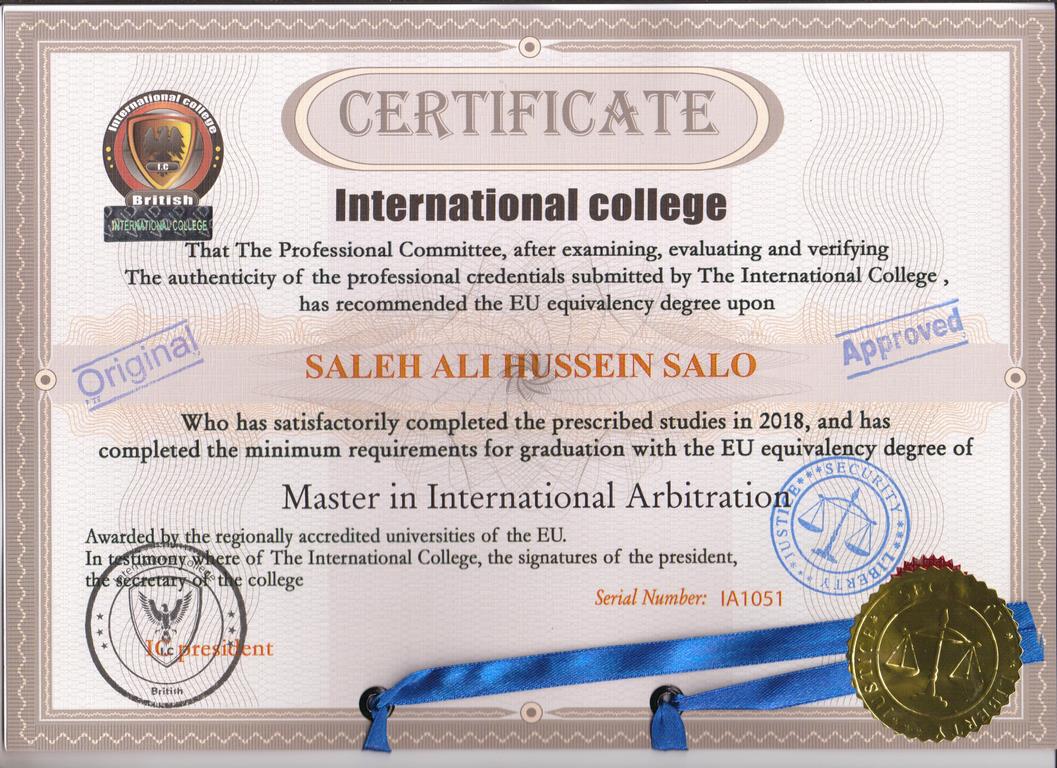 CERTIFICATE
International college
I.C
British
INTERNATIONAL COLLEGE
International college
That The Professional Committee, after examining, evaluating and verifying
The authenticity of the professional credentials submitted by The International College ,
has recommended the EU equivalency degree upon
Original
Approved
SALEH ALI HUSSEIN SALO
Who has satisfactorily completed the prescribed studies in 2018, and has
completed the minimum requirements for graduation with the EU equivalency degree of
Master in International Arbitration
SECURITY
JUSTICE
LIBERTY
Awarded by the regionally accredited universities of the EU.
In testimony where of The International College, the signatures of the president,
the secretary of the college
Serial Number: IA1051
International College
I.C
IC president
British
SECURITY
JUSTICE
LIBERTY